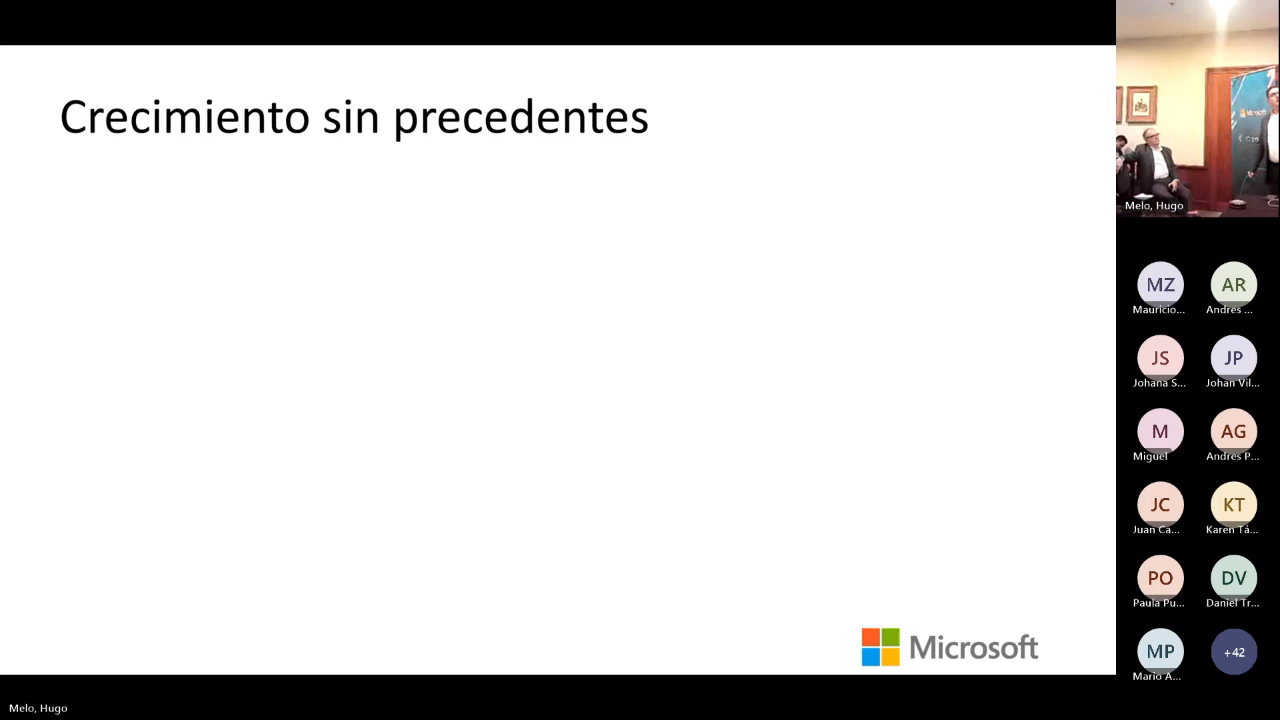 Crecimiento sin precedentes
Microsoft
Melo, Hugo
Microsoft
Melo, Hugo
MZ
Mauricio...
AR
Andres ...
JS
Johana S...
JP
Johan Vil...
M
Miguel
AG
Andres P...
JC
Juan Ca...
KT
Karen Tá...
PO
Paula Pu...
DV
Daniel Tr...
MP
Mario A...
+42